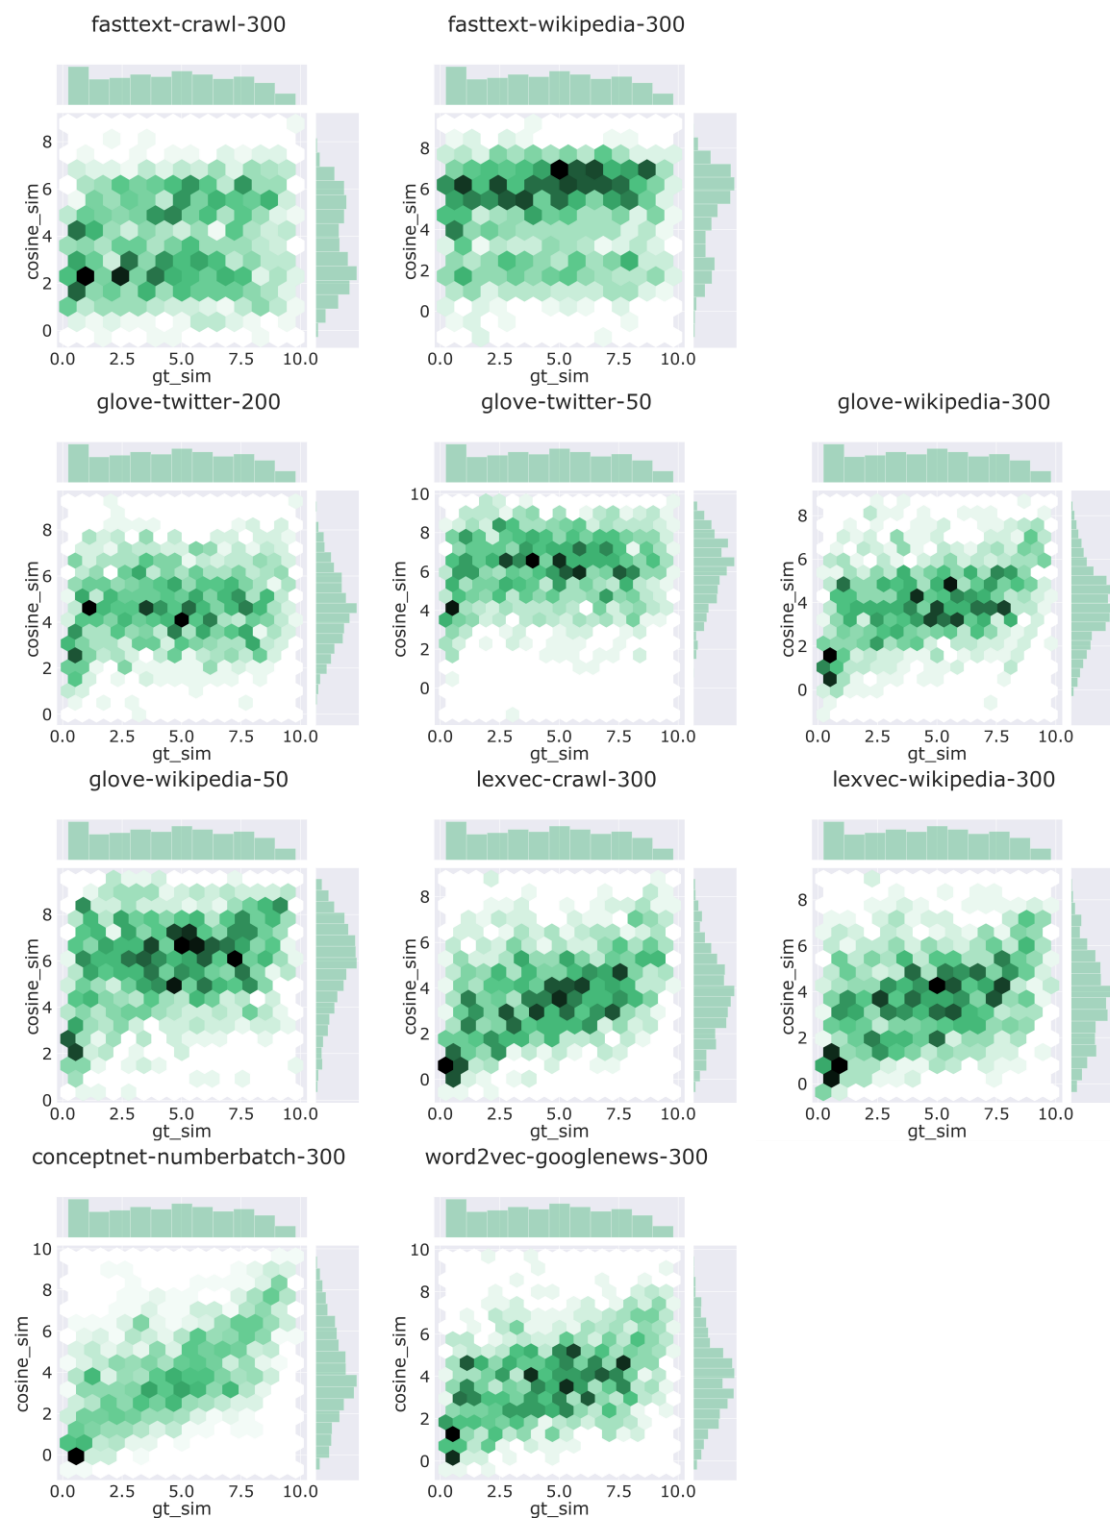 fasttext-crawl-300
fasttext-wikipedia-300
cosine_sim
8
6
4
2
0
0.0 2.5 5.0 7.5 10.0
gt_sim
cosine_sim
8
6
4
2
0
0.0 2.5 5.0 7.5 10.0
gt_sim
glove-twitter-200
glove-twitter-50
glove-wikipedia-300
cosine_sim
8
6
4
2
0
0.0 2.5 5.0 7.5 10.0
gt_sim
cosine_sim
10
8
6
4
2
0
0.0 2.5 5.0 7.5 10.0
gt_sim
cosine_sim
8
6
4
2
0
0.0 2.5 5.0 7.5 10.0
gt_sim
glove-wikipedia-50
lexvec-crawl-300
lexvec-wikipedia-300
cosine_sim
8
6
4
2
0
0.0 2.5 5.0 7.5 10.0
gt_sim
cosine_sim
8
6
4
2
0
0.0 2.5 5.0 7.5 10.0
gt_sim
cosine_sim
8
6
4
2
0
0.0 2.5 5.0 7.5 10.0
gt_sim
conceptnet-numberbatch-300
word2vec-googlenews-300
cosine_sim
10
8
6
4
2
0
0.0 2.5 5.0 7.5 10.0
gt_sim
cosine_sim
10
8
6
4
2
0
0.0 2.5 5.0 7.5 10.0
gt_sim